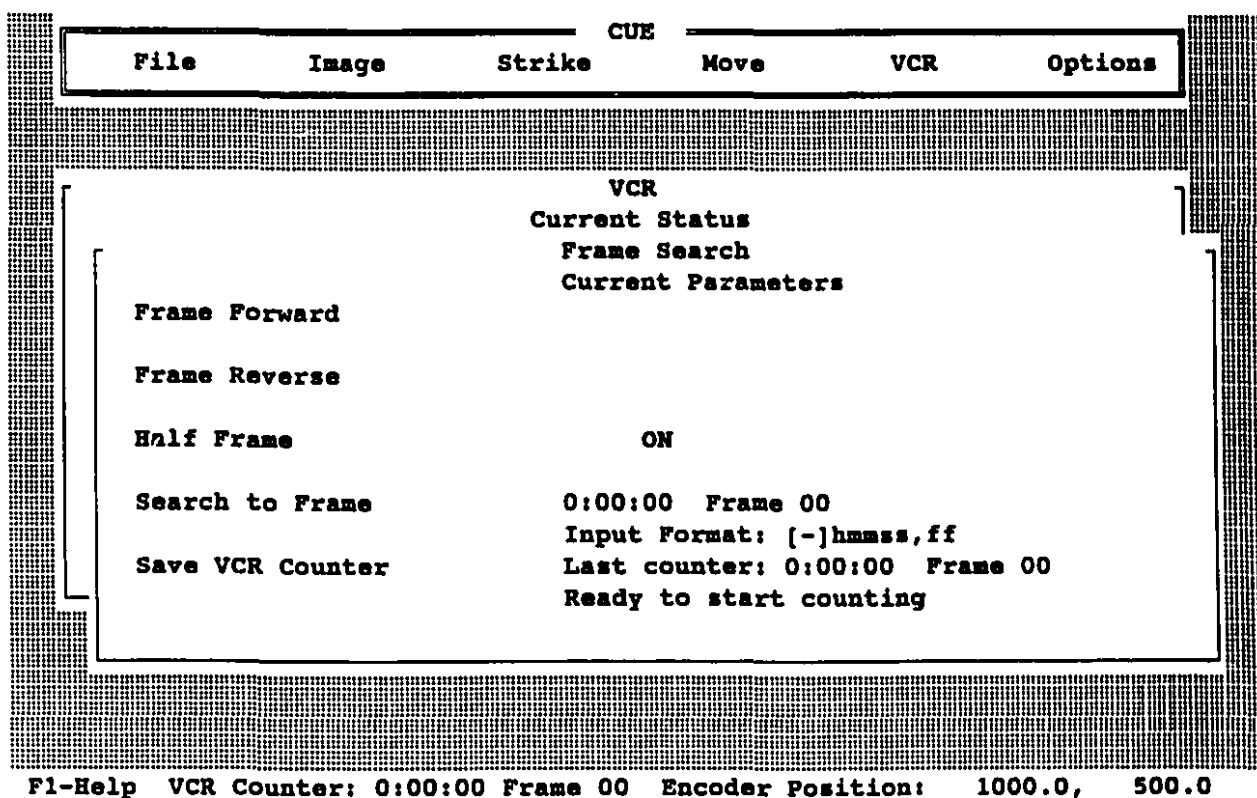 CUE
File Image Strike Move VCR Options
VCR
Current Status
Frame Search
Current Parameters
Frame Forward
Frame Reverse
Half Frame ON
Search to Frame 0:00:00 Frame 00
Input Format: [-]hmmss,ff
Save VCR Counter Last counter: 0:00:00 Frame 00
Ready to start counting
F1-Help VCR Counter: 0:00:00 Frame 00 Encoder Position: 1000.0, 500.0